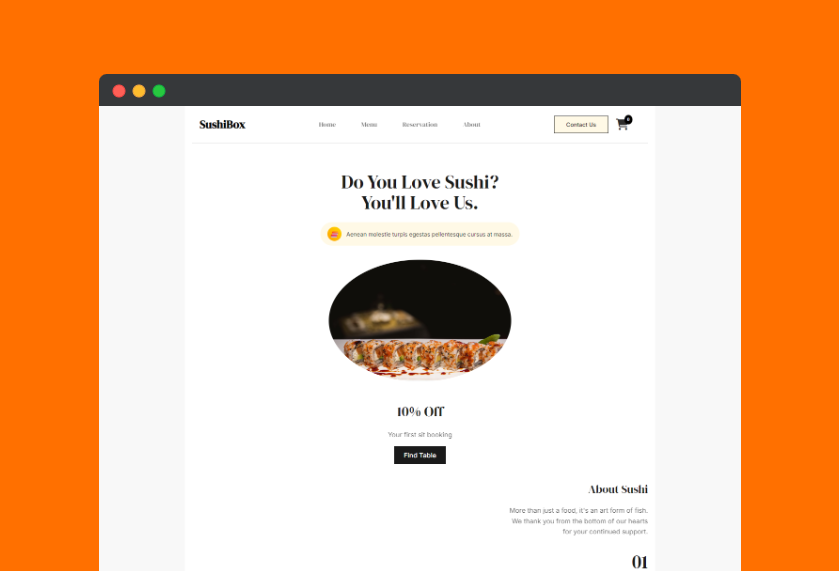 SushiBox
Home Menu Reservation About
Contact Us
0
Do You Love Sushi?
You'll Love Us.
Aenean molestie turpis egestas pellentesque cursus at massa.
10% Off
Your first sit booking
Find Table
About Sushi
More than just a food, it's an art form of fish.
We thank you from the bottom of our hearts
for your continued support.
01